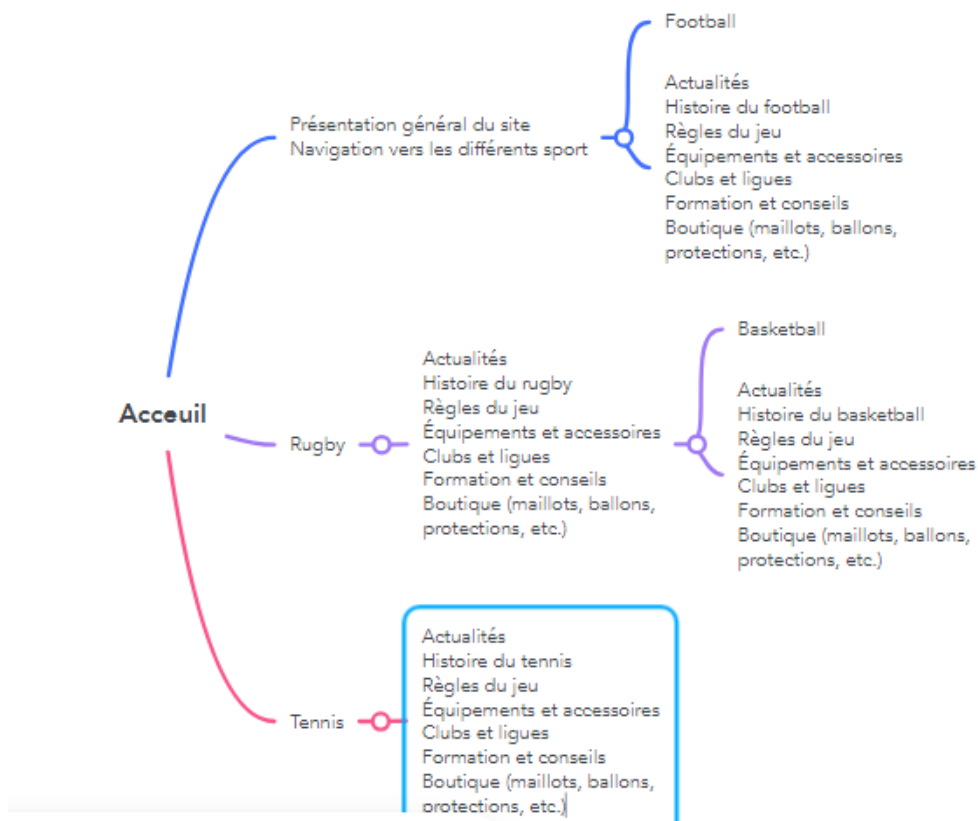 Football
Actualités
Histoire du football
Règles du jeu
Équipements et accessoires
Clubs et ligues
Formation et conseils
Boutique (maillots, ballons,
protections, etc.)
Présentation général du site
Navigation vers les différents sport
Acceuil
Rugby
Actualités
Histoire du rugby
Règles du jeu
Équipements et accessoires
Clubs et ligues
Formation et conseils
Boutique (maillots, ballons,
protections, etc.)
Basketball
Actualités
Histoire du basketball
Règles du jeu
Équipements et accessoires
Clubs et ligues
Formation et conseils
Boutique (maillots, ballons,
protections, etc.)
Tennis
Actualités
Histoire du tennis
Règles du jeu
Équipements et accessoires
Clubs et ligues
Formation et conseils
Boutique (maillots, ballons,
protections, etc.)